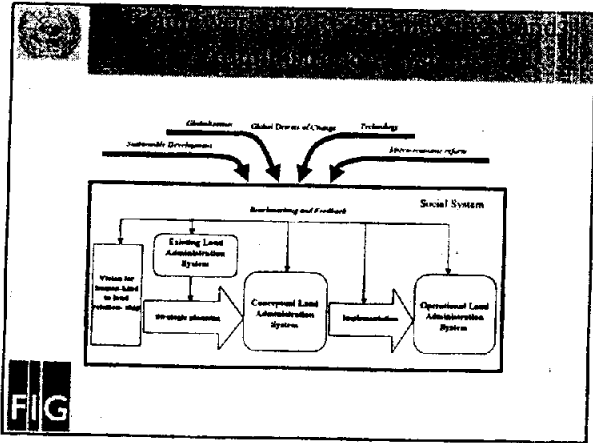 Globalisation
Global Drivers of Change
Technology
Sustainable Development
Micro-economic reform
Social System
Benchmarking and Feedback
Existing Land
Administration
System
Vision for
human-kind
to land
relation- ship
Strategic planning
Conceptual Land
Administration
System
Implementation
Operational Land
Administration
System
FIG